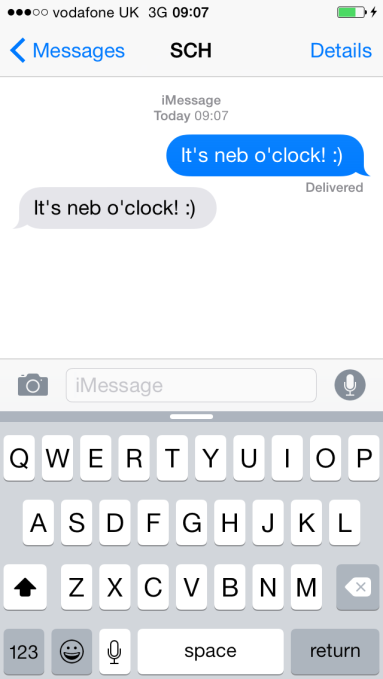 vodafone UK 3G 09:07
Messages SCH Details
iMessage
Today 09:07
It's neb o'clock! :)
Delivered
It's neb o'clock! :)
iMessage
Q W E R T Y U I O P
A S D F G H J K L
Z X C V B N M
123 space return